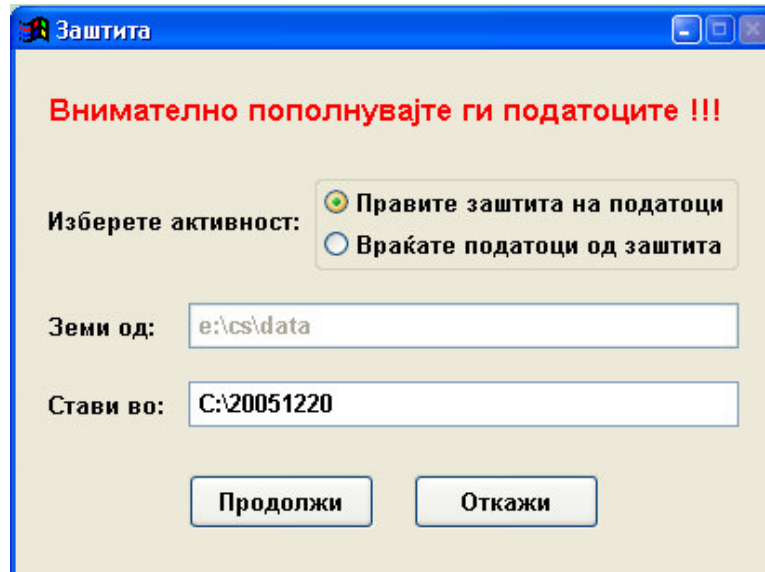 Заштита
Внимателно пополнувајте ги податоците !!!
Изберете активност:
Правите заштита на податоци
Враќате податоци од заштита
Земи од:
e:\cs\data
Стави во:
C:\20051220
Продолжи
Откажи